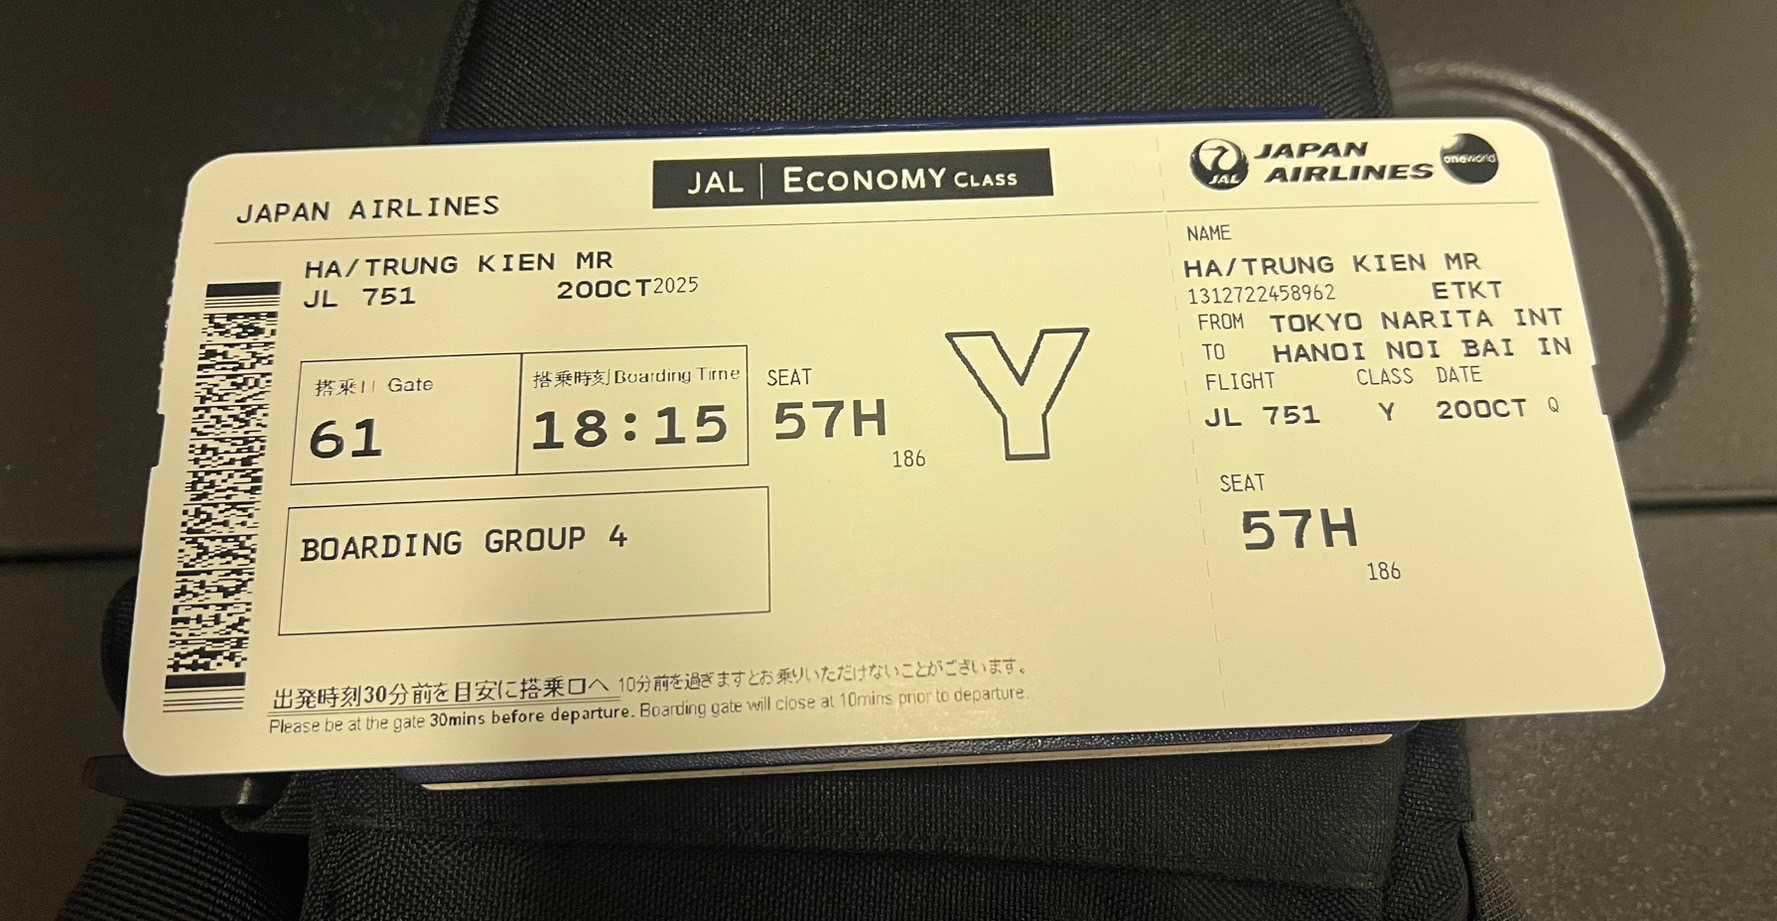 JAPAN AIRLINES
JAL | ECONOMY CLASS
HA/TRUNG KIEN MR
JL 751 20OCT2025
搭乗口 Gate
61
搭乗時刻 Boarding Time
18:15
SEAT
57H
186
Y
BOARDING GROUP 4
出発時刻30分前を目安に搭乗口へ 10分前を過ぎますとお乗りいただけないことがございます。
Please be at the gate 30mins before departure. Boarding gate will close at 10mins prior to departure.
JAL
JAPAN AIRLINES
oneworld
NAME
HA/TRUNG KIEN MR
1312722458962 ETKT
FROM TOKYO NARITA INT
TO HANOI NOI BAI IN
FLIGHT CLASS DATE
JL 751 Y 20OCT Q
SEAT
57H
186